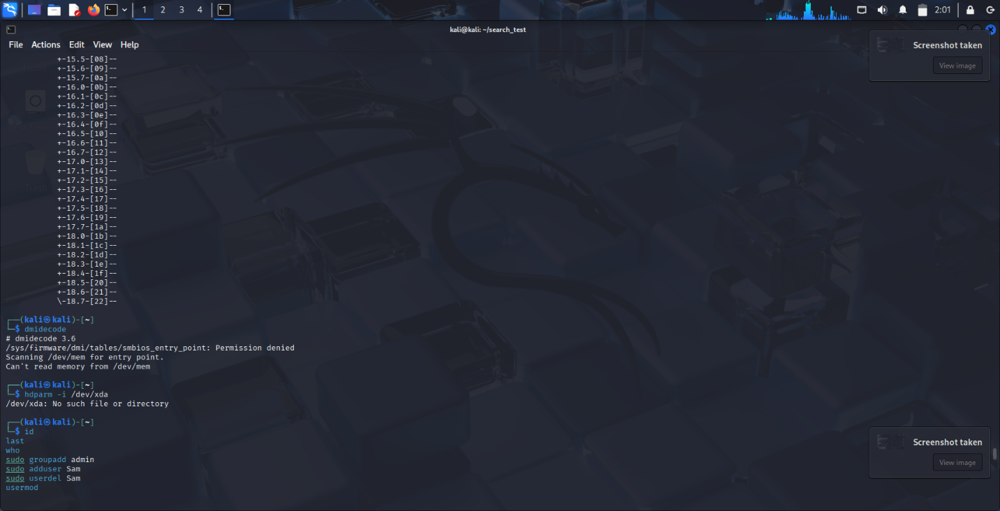 1 2 3 4 2:01
kali@kali: ~/search_test
File Actions Edit View Help
Screenshot taken
View image
+-15.5-[08]--
+-15.6-[09]--
+-15.7-[0a]--
+-16.0-[0b]--
+-16.1-[0c]--
+-16.2-[0d]--
+-16.3-[0e]--
+-16.4-[0f]--
+-16.5-[10]--
+-16.6-[11]--
+-16.7-[12]--
+-17.0-[13]--
+-17.1-[14]--
+-17.2-[15]--
+-17.3-[16]--
+-17.4-[17]--
+-17.5-[18]--
+-17.6-[19]--
+-17.7-[1a]--
+-18.0-[1b]--
+-18.1-[1c]--
+-18.2-[1d]--
+-18.3-[1e]--
+-18.4-[1f]--
+-18.5-[20]--
+-18.6-[21]--
\-18.7-[22]--
┌──(kali㉿kali)-[~]
└─$ dmidecode
# dmidecode 3.6
/sys/firmware/dmi/tables/smbios_entry_point: Permission denied
Scanning /dev/mem for entry point.
Can't read memory from /dev/mem
┌──(kali㉿kali)-[~]
└─$ hdparm -i /dev/xda
/dev/xda: No such file or directory
┌──(kali㉿kali)-[~]
└─$ id
last
who
sudo groupadd admin
sudo adduser Sam
sudo userdel Sam
usermod
Screenshot taken
View image